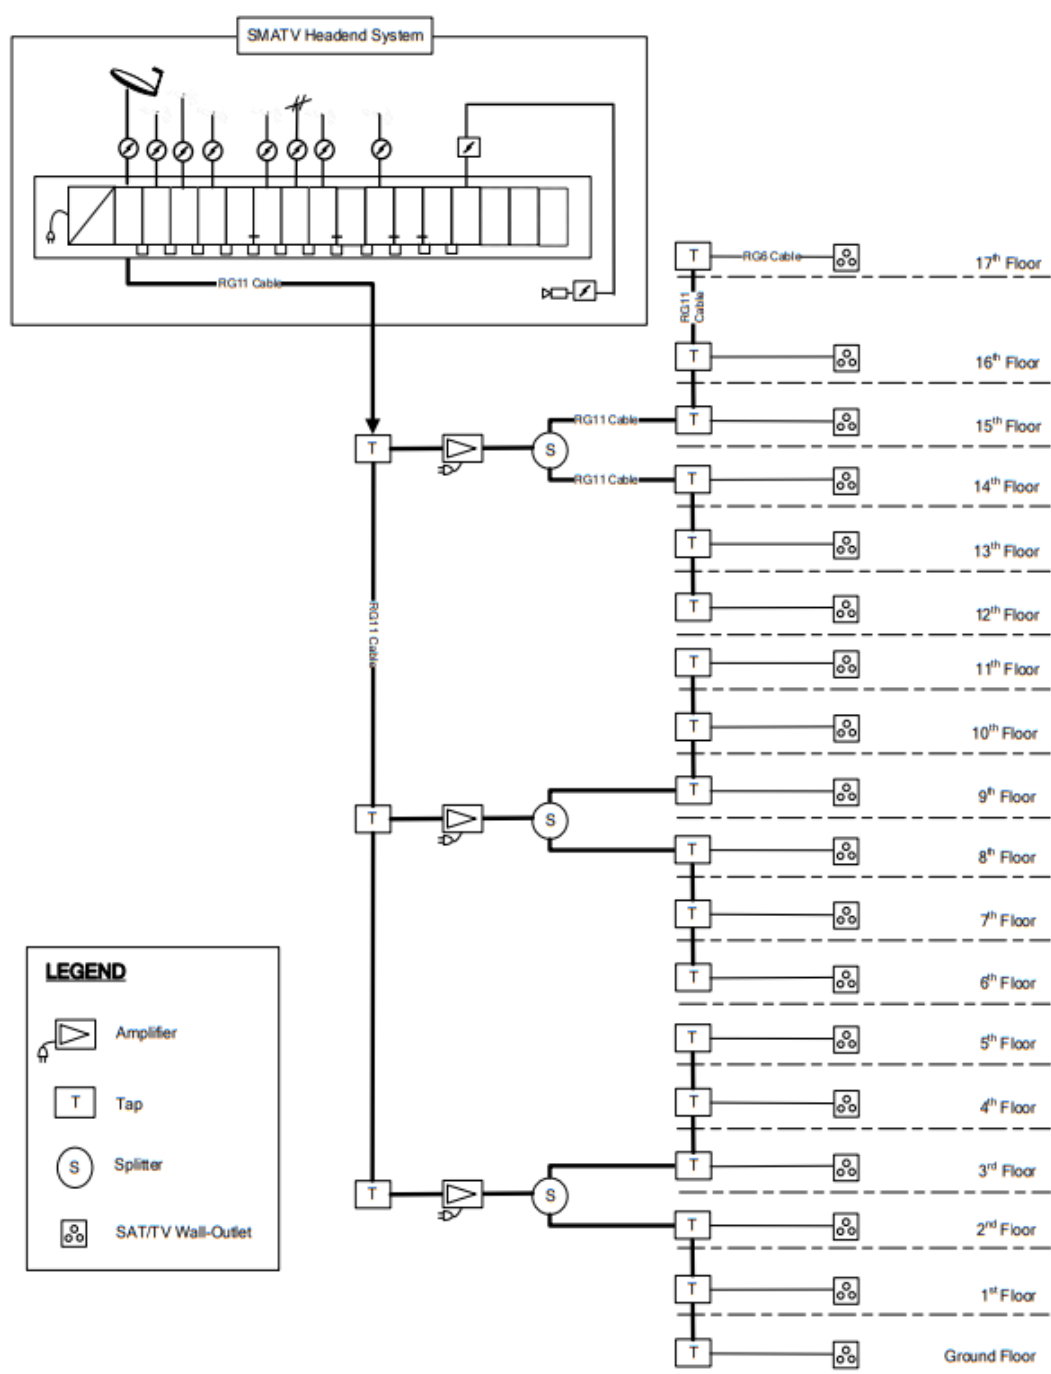 SMATV Headend System
RG11 Cable
T
RG6 Cable
17th Floor
RG11 Cable
T
16th Floor
RG11 Cable
T
15th Floor
T
S
RG11 Cable
T
14th Floor
T
13th Floor
RG11 Cable
T
12th Floor
T
11th Floor
T
10th Floor
T
9th Floor
T
S
T
8th Floor
T
7th Floor
T
6th Floor
T
5th Floor
T
4th Floor
T
3rd Floor
T
S
T
2nd Floor
T
1st Floor
T
Ground Floor
LEGEND
Amplifier
T
Tap
S
Splitter
SAT/TV Wall-Outlet